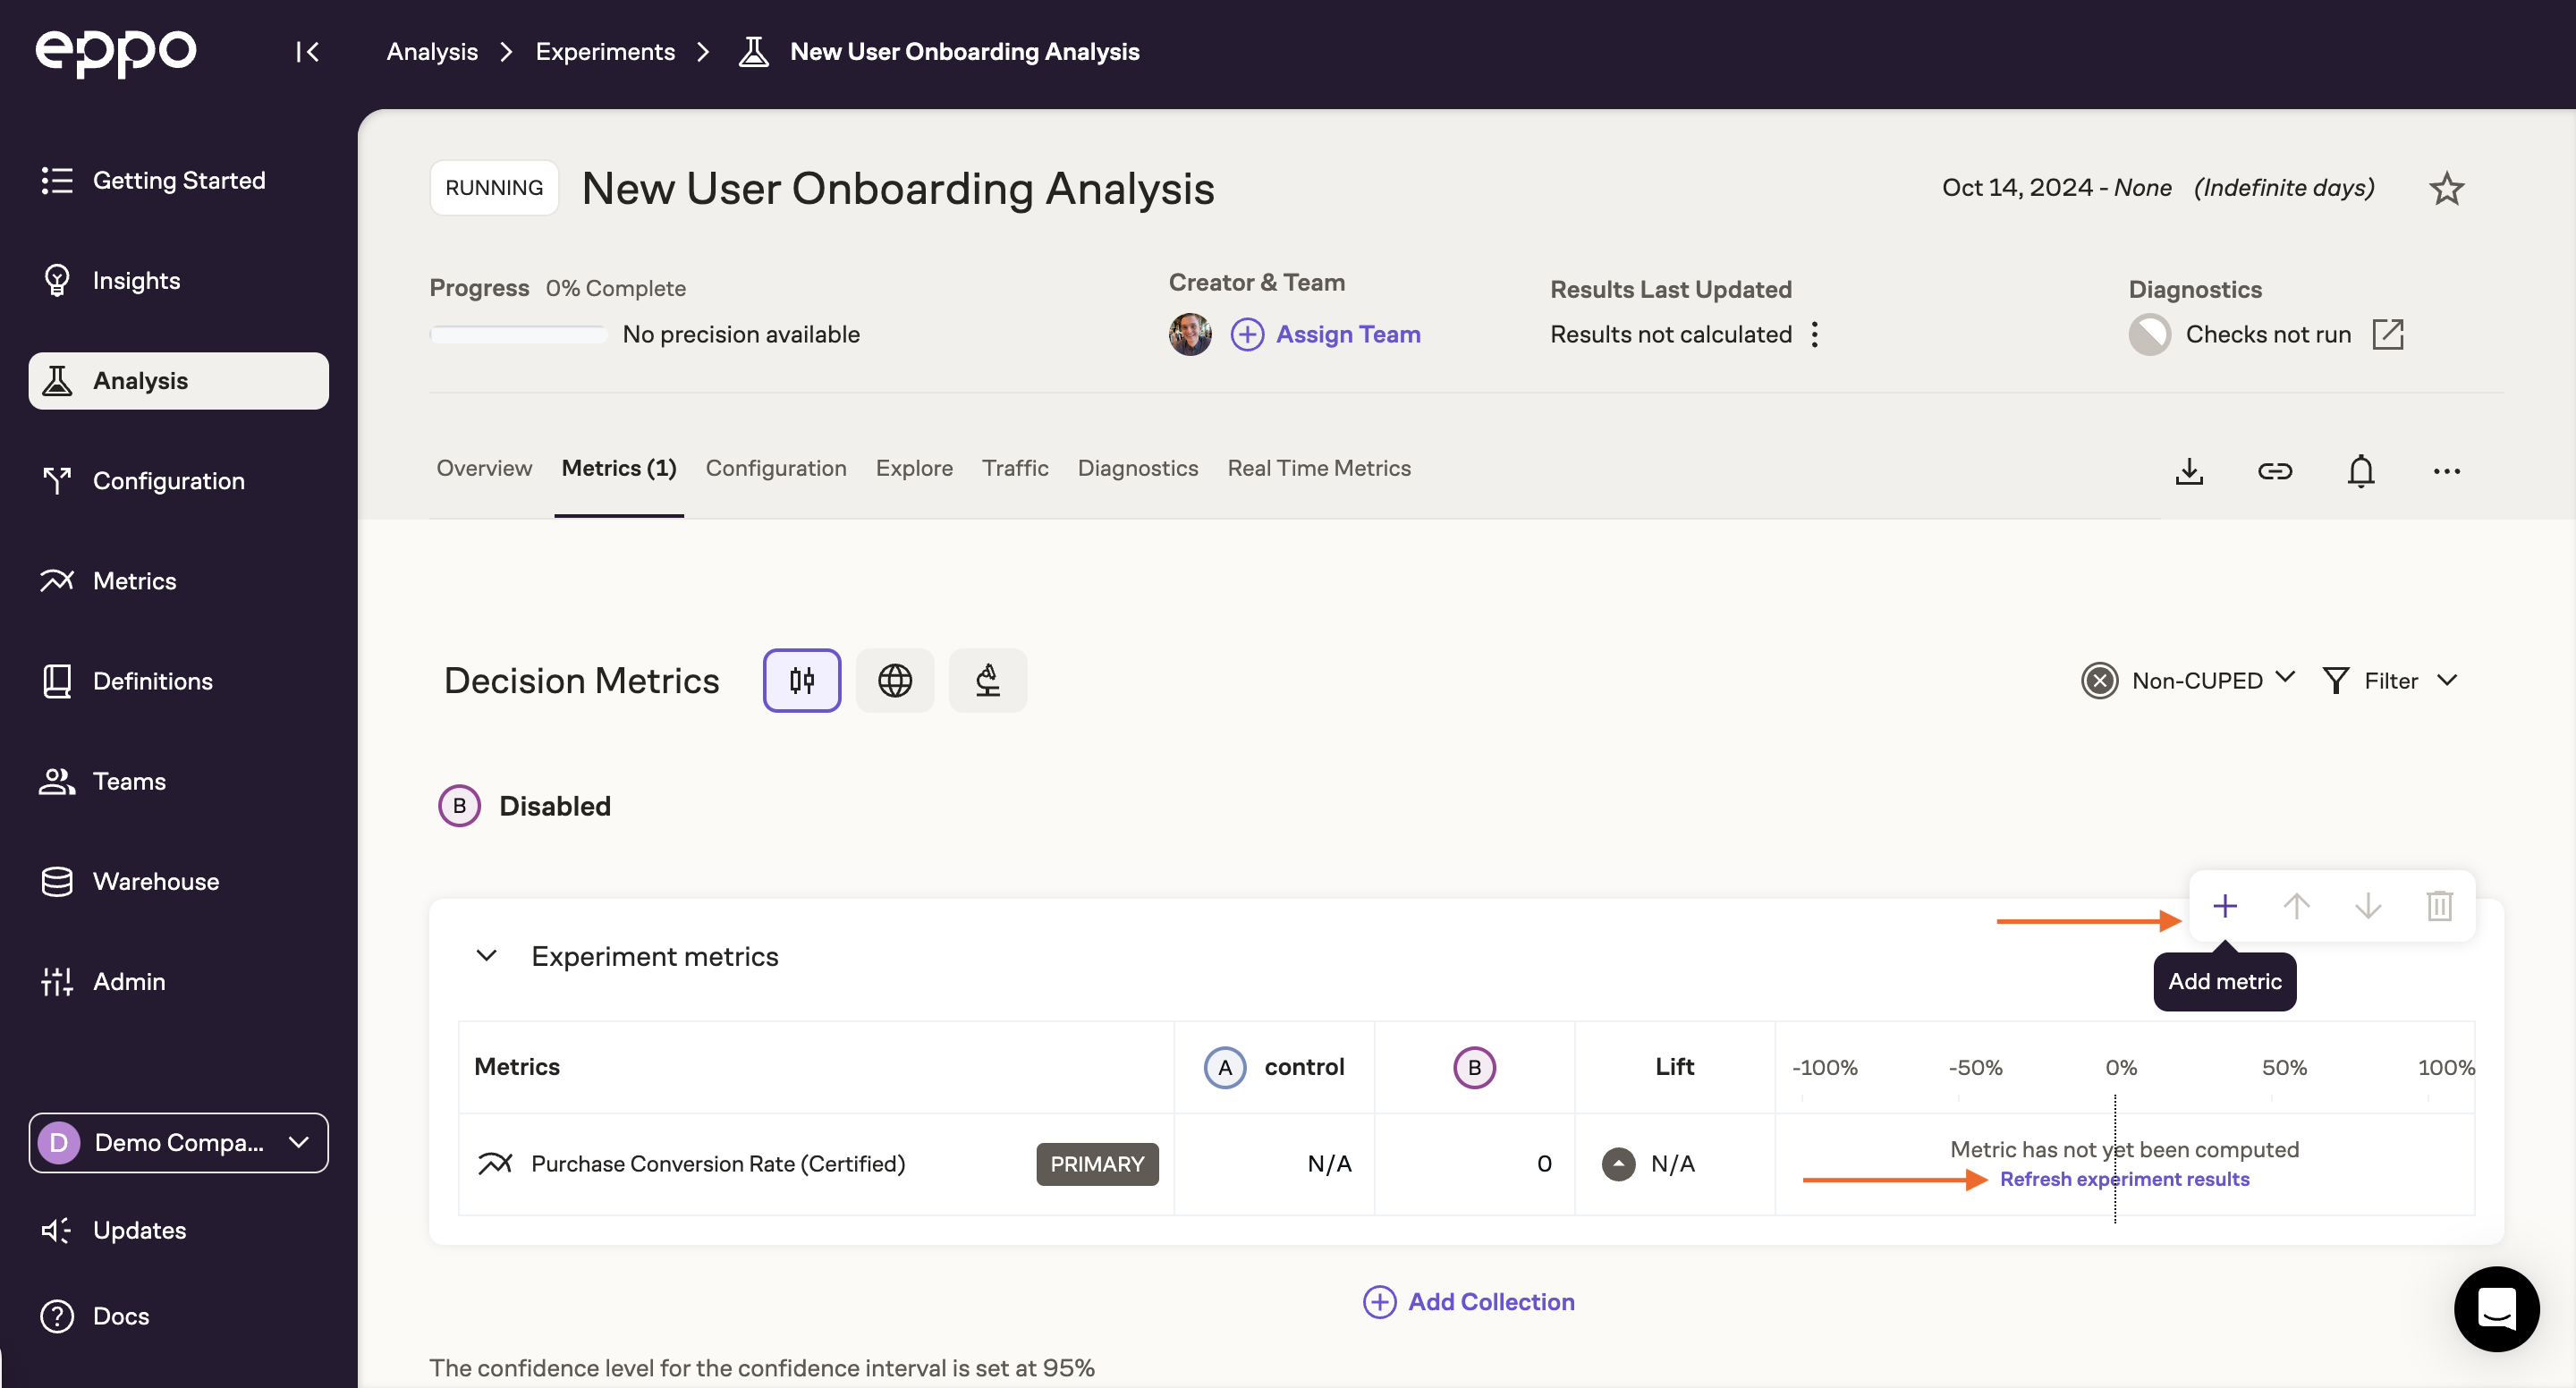 eppo
Analysis > Experiments > New User Onboarding Analysis
Getting Started
Insights
Analysis
Configuration
Metrics
Definitions
Teams
Warehouse
Admin
D Demo Compa...
Updates
Docs
RUNNING New User Onboarding Analysis
Oct 14, 2024 - None (Indefinite days)
Progress 0% Complete
No precision available
Creator & Team
Assign Team
Results Last Updated
Results not calculated
Diagnostics
Checks not run
Overview Metrics (1) Configuration Explore Traffic Diagnostics Real Time Metrics
Decision Metrics
Non-CUPED Filter
B Disabled
Experiment metrics
Add metric
Metrics A control B Lift -100% -50% 0% 50% 100%
Purchase Conversion Rate (Certified) PRIMARY N/A 0 N/A
Metric has not yet been computed
Refresh experiment results
Add Collection
The confidence level for the confidence interval is set at 95%